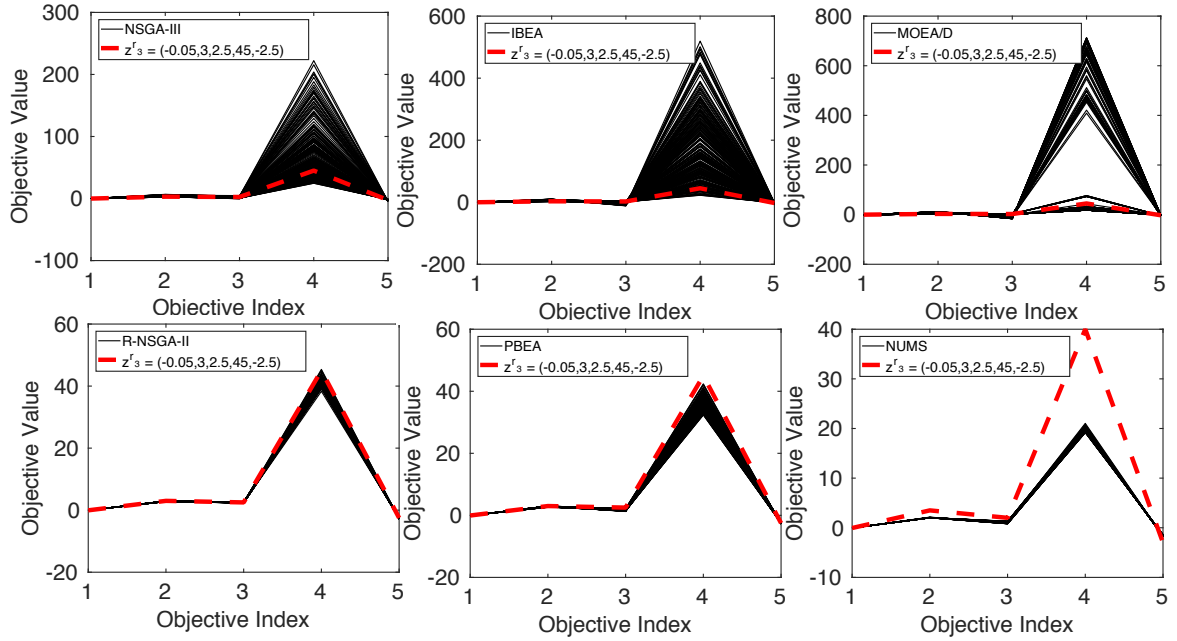 300
200
100
0
-100
Objective Value
NSGA-III
z^r_3 = (-0.05,3,2.5,45,-2.5)
1 2 3 4 5
Objective Index
600
400
200
0
-200
Objective Value
IBEA
z^r_3 = (-0.05,3,2.5,45,-2.5)
1 2 3 4 5
Objective Index
800
600
400
200
0
-200
Objective Value
MOEA/D
z^r_3 = (-0.05,3,2.5,45,-2.5)
1 2 3 4 5
Objective Index
60
40
20
0
-20
Objective Value
R-NSGA-II
z^r_3 = (-0.05,3,2.5,45,-2.5)
1 2 3 4 5
Objective Index
60
40
20
0
-20
Objective Value
PBEA
z^r_3 = (-0.05,3,2.5,45,-2.5)
1 2 3 4 5
Objective Index
40
30
20
10
0
-10
Objective Value
NUMS
z^r_3 = (-0.05,3,2.5,45,-2.5)
1 2 3 4 5
Objective Index